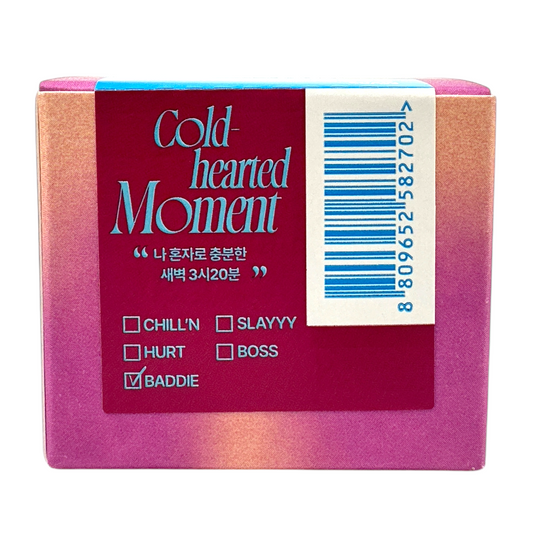 Cold-
hearted
Moment
“ 나 혼자로 충분한
새벽 3시20분 ”
☐ CHILL'N ☐ SLAYYY
☐ HURT ☐ BOSS
☑ BADDIE
8 809652 582702 >